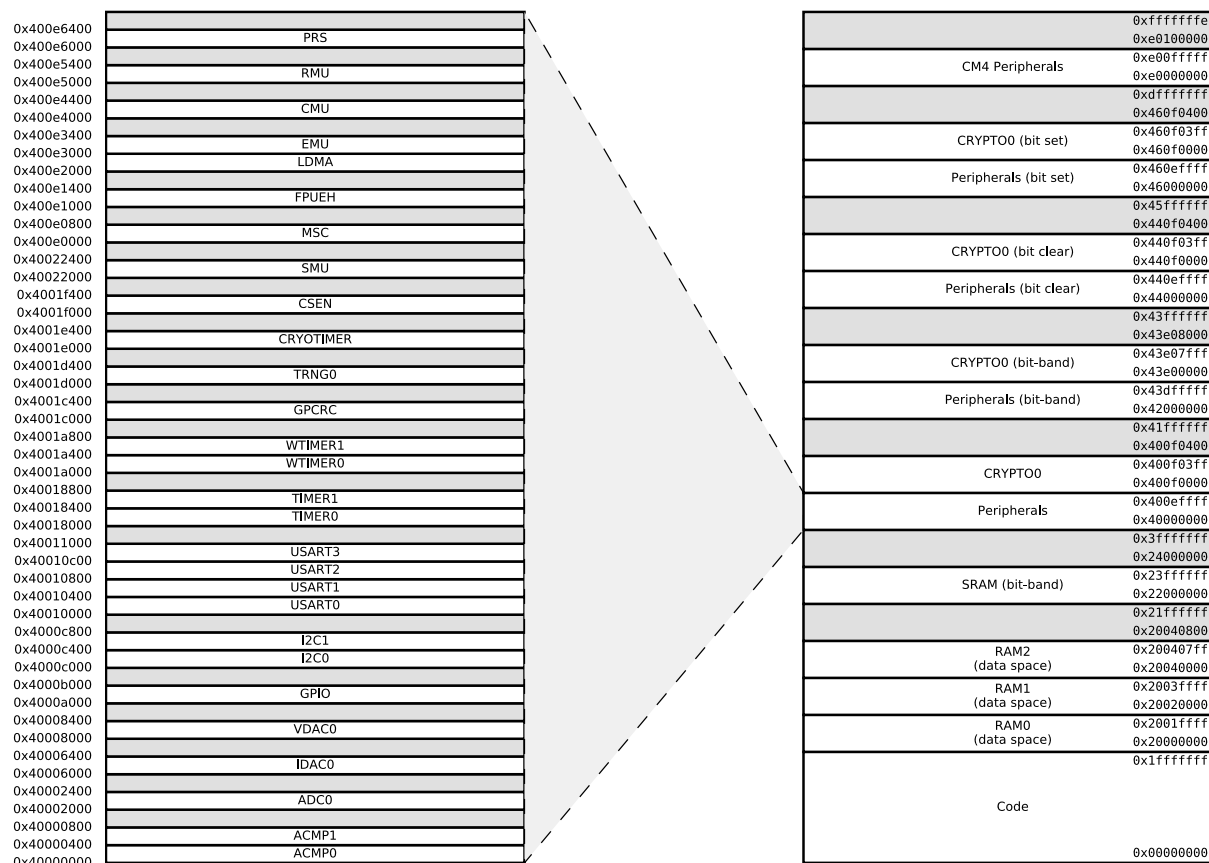 0x400e6400
PRS
0x400e6000
0x400e5400
RMU
0x400e5000
0x400e4400
CMU
0x400e4000
0x400e3400
EMU
0x400e3000
LDMA
0x400e2000
0x400e1400
FPUEH
0x400e1000
0x400e0800
MSC
0x400e0000
0x40022400
SMU
0x40022000
0x4001f400
CSEN
0x4001f000
0x4001e400
CRYOTIMER
0x4001e000
0x4001d400
TRNG0
0x4001d000
0x4001c400
GPCRC
0x4001c000
0x4001a800
WTIMER1
0x4001a400
WTIMER0
0x4001a000
0x40018800
TIMER1
0x40018400
TIMER0
0x40018000
0x40011000
USART3
0x40010c00
USART2
0x40010800
USART1
0x40010400
USART0
0x40010000
0x4000c800
I2C1
0x4000c400
I2C0
0x4000c000
0x4000b000
GPIO
0x4000a000
0x40008400
VDAC0
0x40008000
0x40006400
IDAC0
0x40006000
0x40002400
ADC0
0x40002000
0x40000800
ACMP1
0x40000400
ACMP0
0x40000000
0xfffffffe
0xe0100000
0xe00fffff
CM4 Peripherals
0xe0000000
0xdfffffff
0x460f0400
0x460f03ff
CRYPTO0 (bit set)
0x460f0000
0x460effff
Peripherals (bit set)
0x46000000
0x45ffffff
0x440f0400
0x440f03ff
CRYPTO0 (bit clear)
0x440f0000
0x440effff
Peripherals (bit clear)
0x44000000
0x43ffffff
0x43e08000
0x43e07fff
CRYPTO0 (bit-band)
0x43e00000
0x43dfffff
Peripherals (bit-band)
0x42000000
0x41ffffff
0x400f0400
0x400f03ff
CRYPTO0
0x400f0000
0x400effff
Peripherals
0x40000000
0x3fffffff
0x24000000
0x23ffffff
SRAM (bit-band)
0x22000000
0x21ffffff
0x20040800
0x200407ff
RAM2
(data space)
0x20040000
0x2003ffff
RAM1
(data space)
0x20020000
0x2001ffff
RAM0
(data space)
0x20000000
0x1fffffff
Code
0x00000000